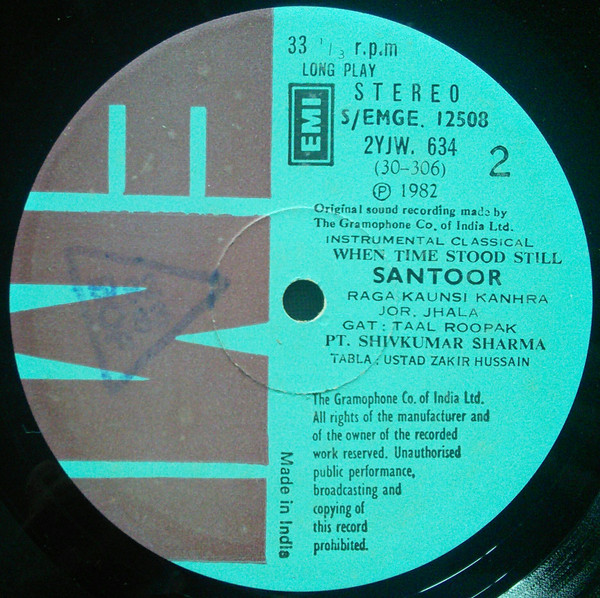 33 1/3 r.p.m
LONG PLAY
STEREO
EMI
S/EMGE. 12508
2YJW. 634
(30-306)
2
Ⓟ 1982
Original sound recording made by
The Gramophone Co. of India Ltd.
INSTRUMENTAL CLASSICAL
WHEN TIME STOOD STILL
SANTOOR
RAGA KAUNSI KANHRA
JOR. JHALA
GAT : TAAL ROOPAK
PT. SHIVKUMAR SHARMA
TABLA : USTAD ZAKIR HUSSAIN
The Gramophone Co. of India Ltd.
All rights of the manufacturer and
of the owner of the recorded
work reserved. Unauthorised
public performance,
broadcasting and
copying of
this record
prohibited.
Made in India
EMI